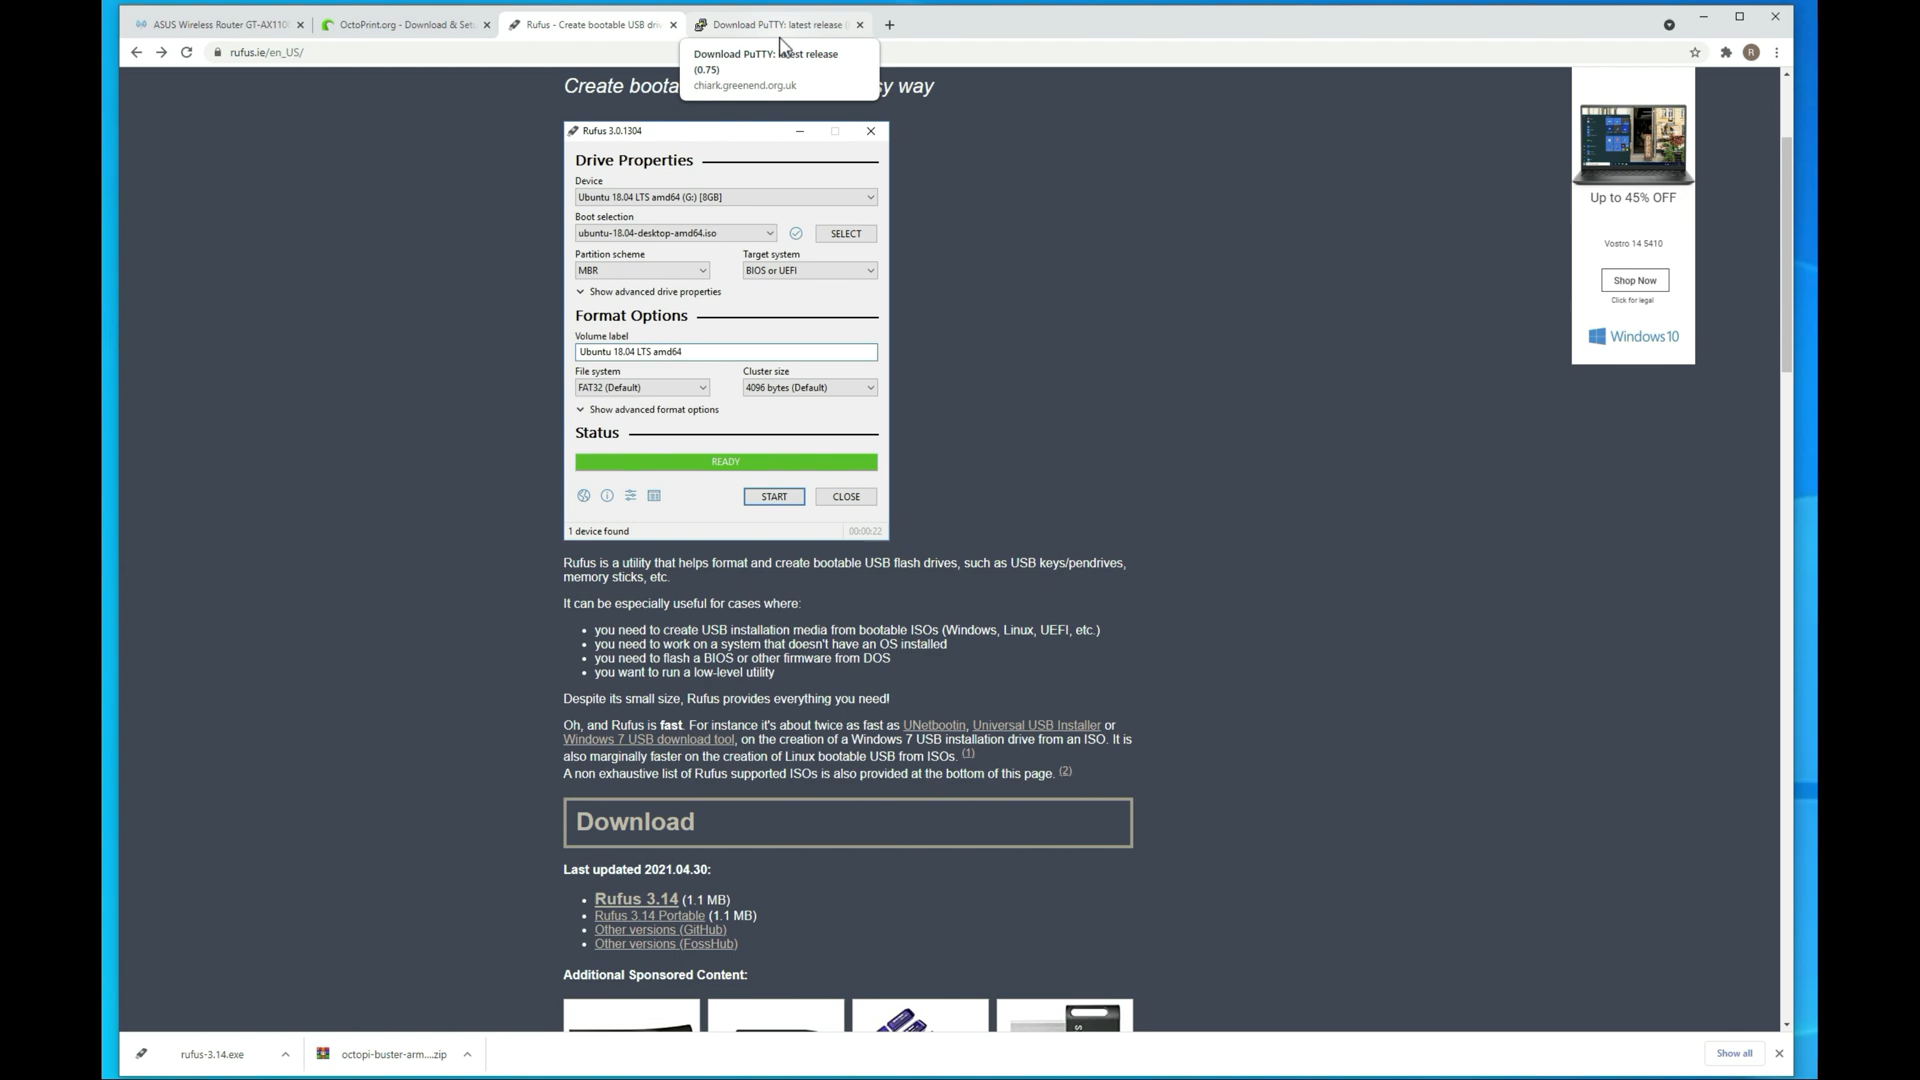 ASUS Wireless Router GT-AX110
OctoPrint.org - Download & Set
Rufus - Create bootable USB driv
Download PuTTY: latest release (
rufus.ie/en_US/
R
Download PuTTY: latest release
(0.75)
chiark.greenend.org.uk
Create boota
sy way
Rufus 3.0.1304
Drive Properties
Device
Ubuntu 18.04 LTS amd64 (G:) [8GB]
Boot selection
ubuntu-18.04-desktop-amd64.iso
SELECT
Partition scheme
Target system
MBR
BIOS or UEFI
Show advanced drive properties
Format Options
Volume label
Ubuntu 18.04 LTS amd64
File system
Cluster size
FAT32 (Default)
4096 bytes (Default)
Show advanced format options
Status
READY
START
CLOSE
1 device found
00:00:22
Up to 45% OFF
Vostro 14 5410
Shop Now
Click for legal
Windows10
Rufus is a utility that helps format and create bootable USB flash drives, such as USB keys/pendrives,
memory sticks, etc.
It can be especially useful for cases where:
• you need to create USB installation media from bootable ISOs (Windows, Linux, UEFI, etc.)
• you need to work on a system that doesn't have an OS installed
• you need to flash a BIOS or other firmware from DOS
• you want to run a low-level utility
Despite its small size, Rufus provides everything you need!
Oh, and Rufus is fast. For instance it's about twice as fast as UNetbootin, Universal USB Installer or
Windows 7 USB download tool, on the creation of a Windows 7 USB installation drive from an ISO. It is
also marginally faster on the creation of Linux bootable USB from ISOs. (1)
A non exhaustive list of Rufus supported ISOs is also provided at the bottom of this page. (2)
Download
Last updated 2021.04.30:
• Rufus 3.14 (1.1 MB)
• Rufus 3.14 Portable (1.1 MB)
• Other versions (GitHub)
• Other versions (FossHub)
Additional Sponsored Content:
rufus-3.14.exe
octopi-buster-arm....zip
Show all